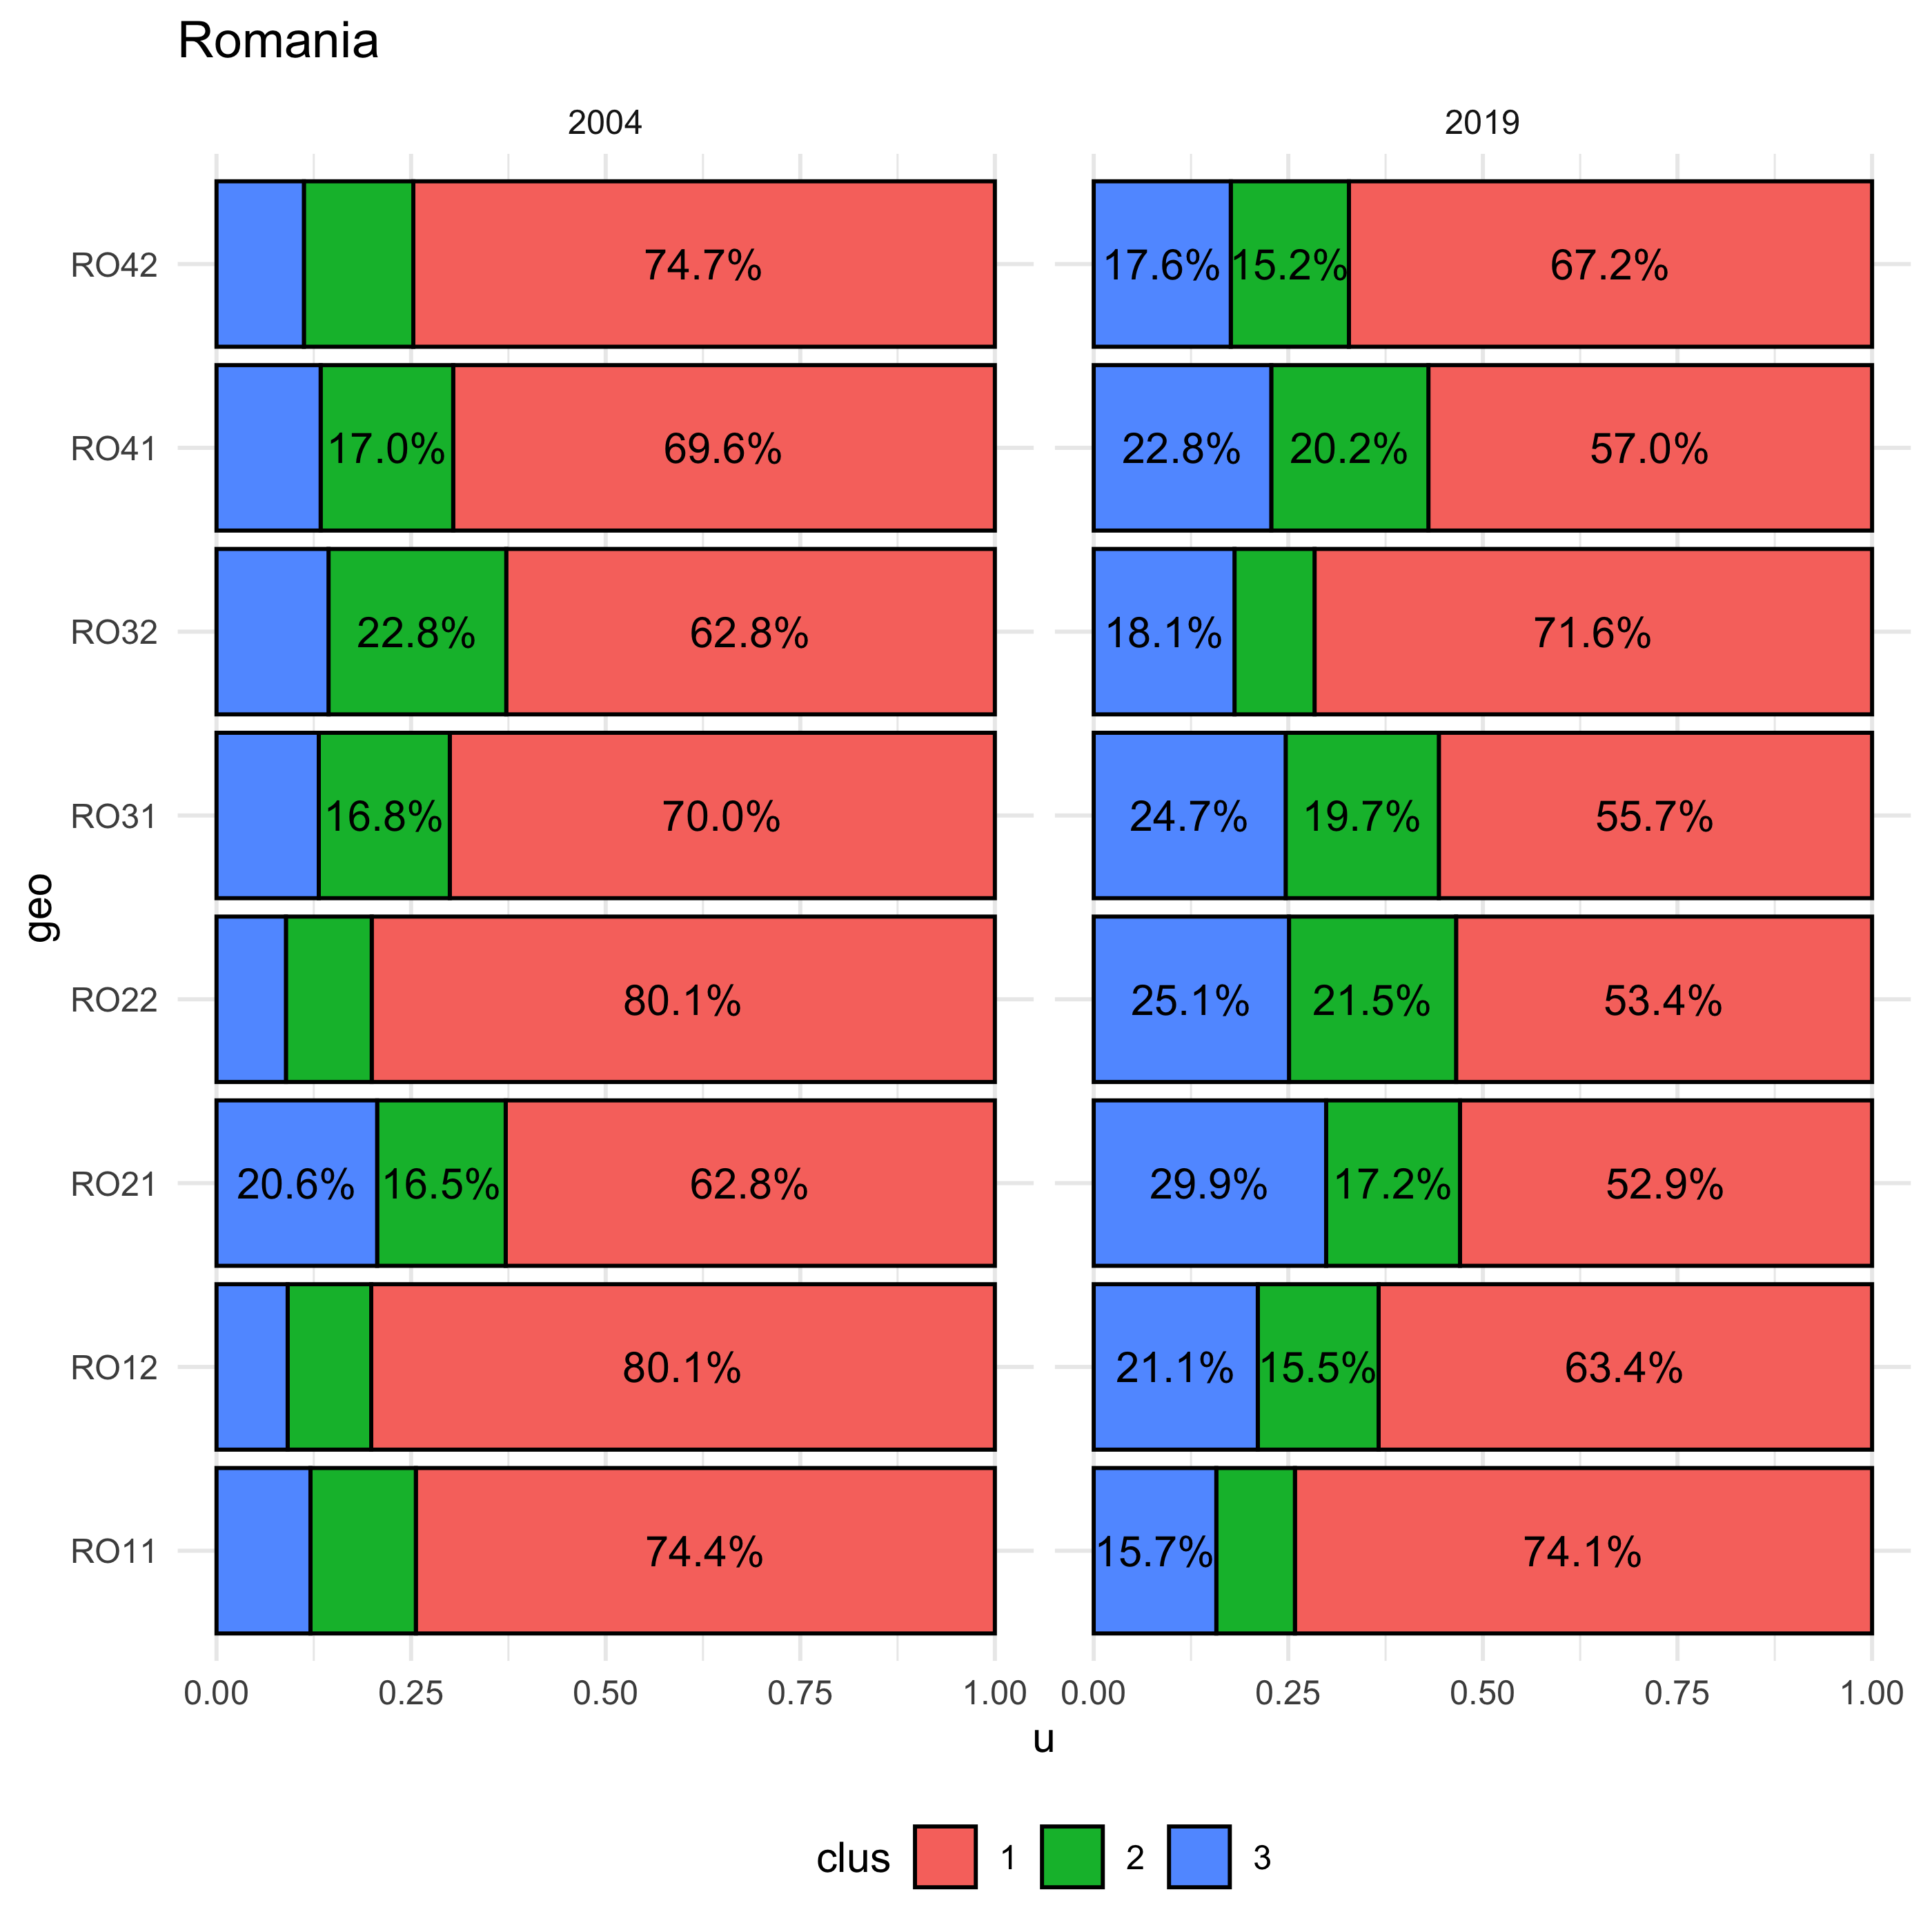 Romania
2004 2019
RO42 74.7% 17.6% 15.2% 67.2%
RO41 17.0% 69.6% 22.8% 20.2% 57.0%
RO32 22.8% 62.8% 18.1% 71.6%
RO31 16.8% 70.0% 24.7% 19.7% 55.7%
geo
RO22 80.1% 25.1% 21.5% 53.4%
RO21 20.6% 16.5% 62.8% 29.9% 17.2% 52.9%
RO12 80.1% 21.1% 15.5% 63.4%
RO11 74.4% 15.7% 74.1%
0.00 0.25 0.50 0.75 1.00 0.00 0.25 0.50 0.75 1.00
u
clus 1 2 3